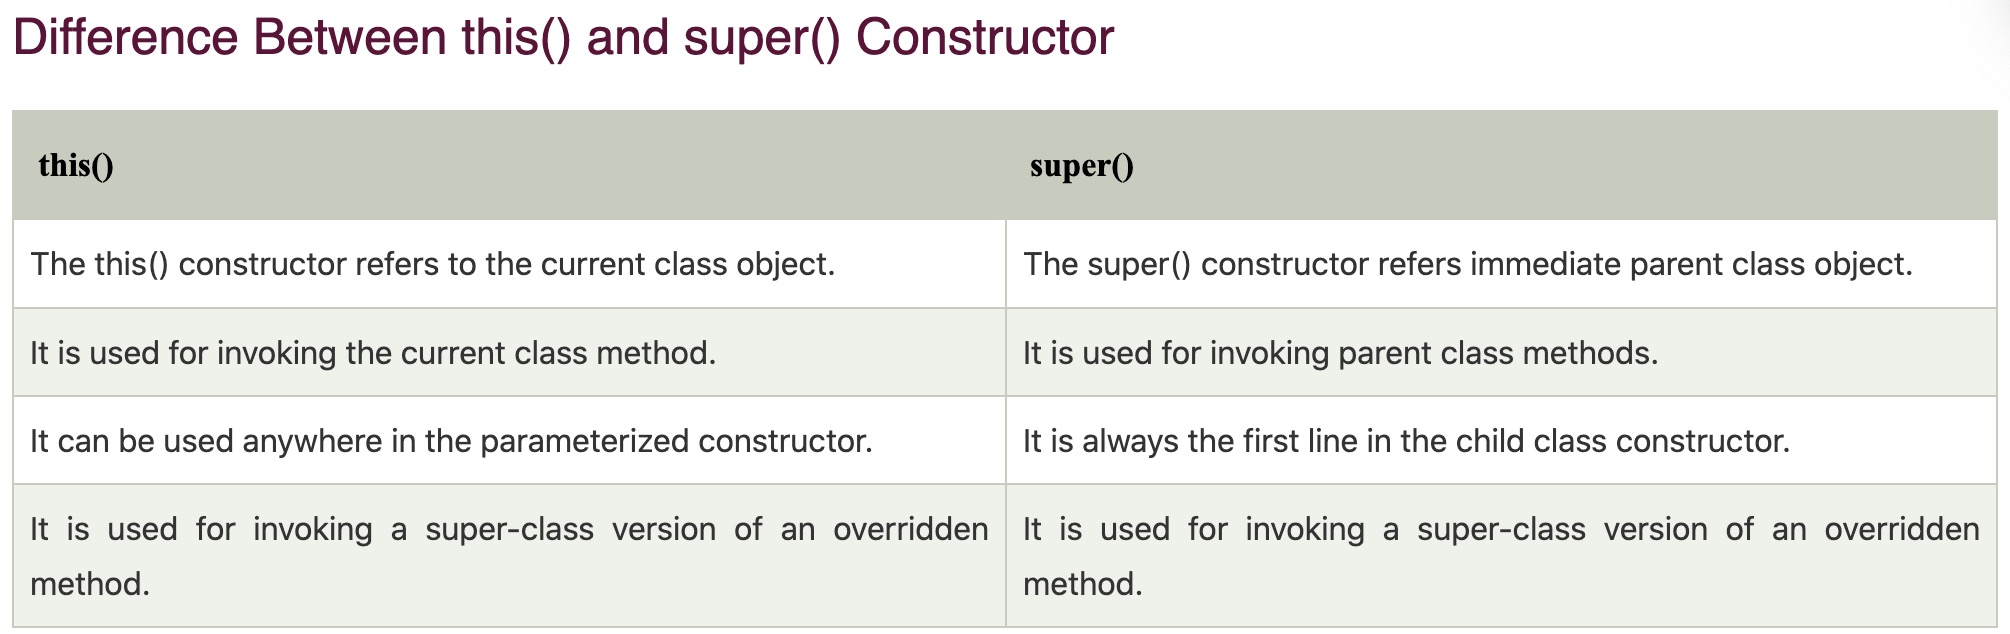 Difference Between this() and super() Constructor
this()
super()
The this() constructor refers to the current class object.
The super() constructor refers immediate parent class object.
It is used for invoking the current class method.
It is used for invoking parent class methods.
It can be used anywhere in the parameterized constructor.
It is always the first line in the child class constructor.
It is used for invoking a super-class version of an overridden
method.
It is used for invoking a super-class version of an overridden
method.